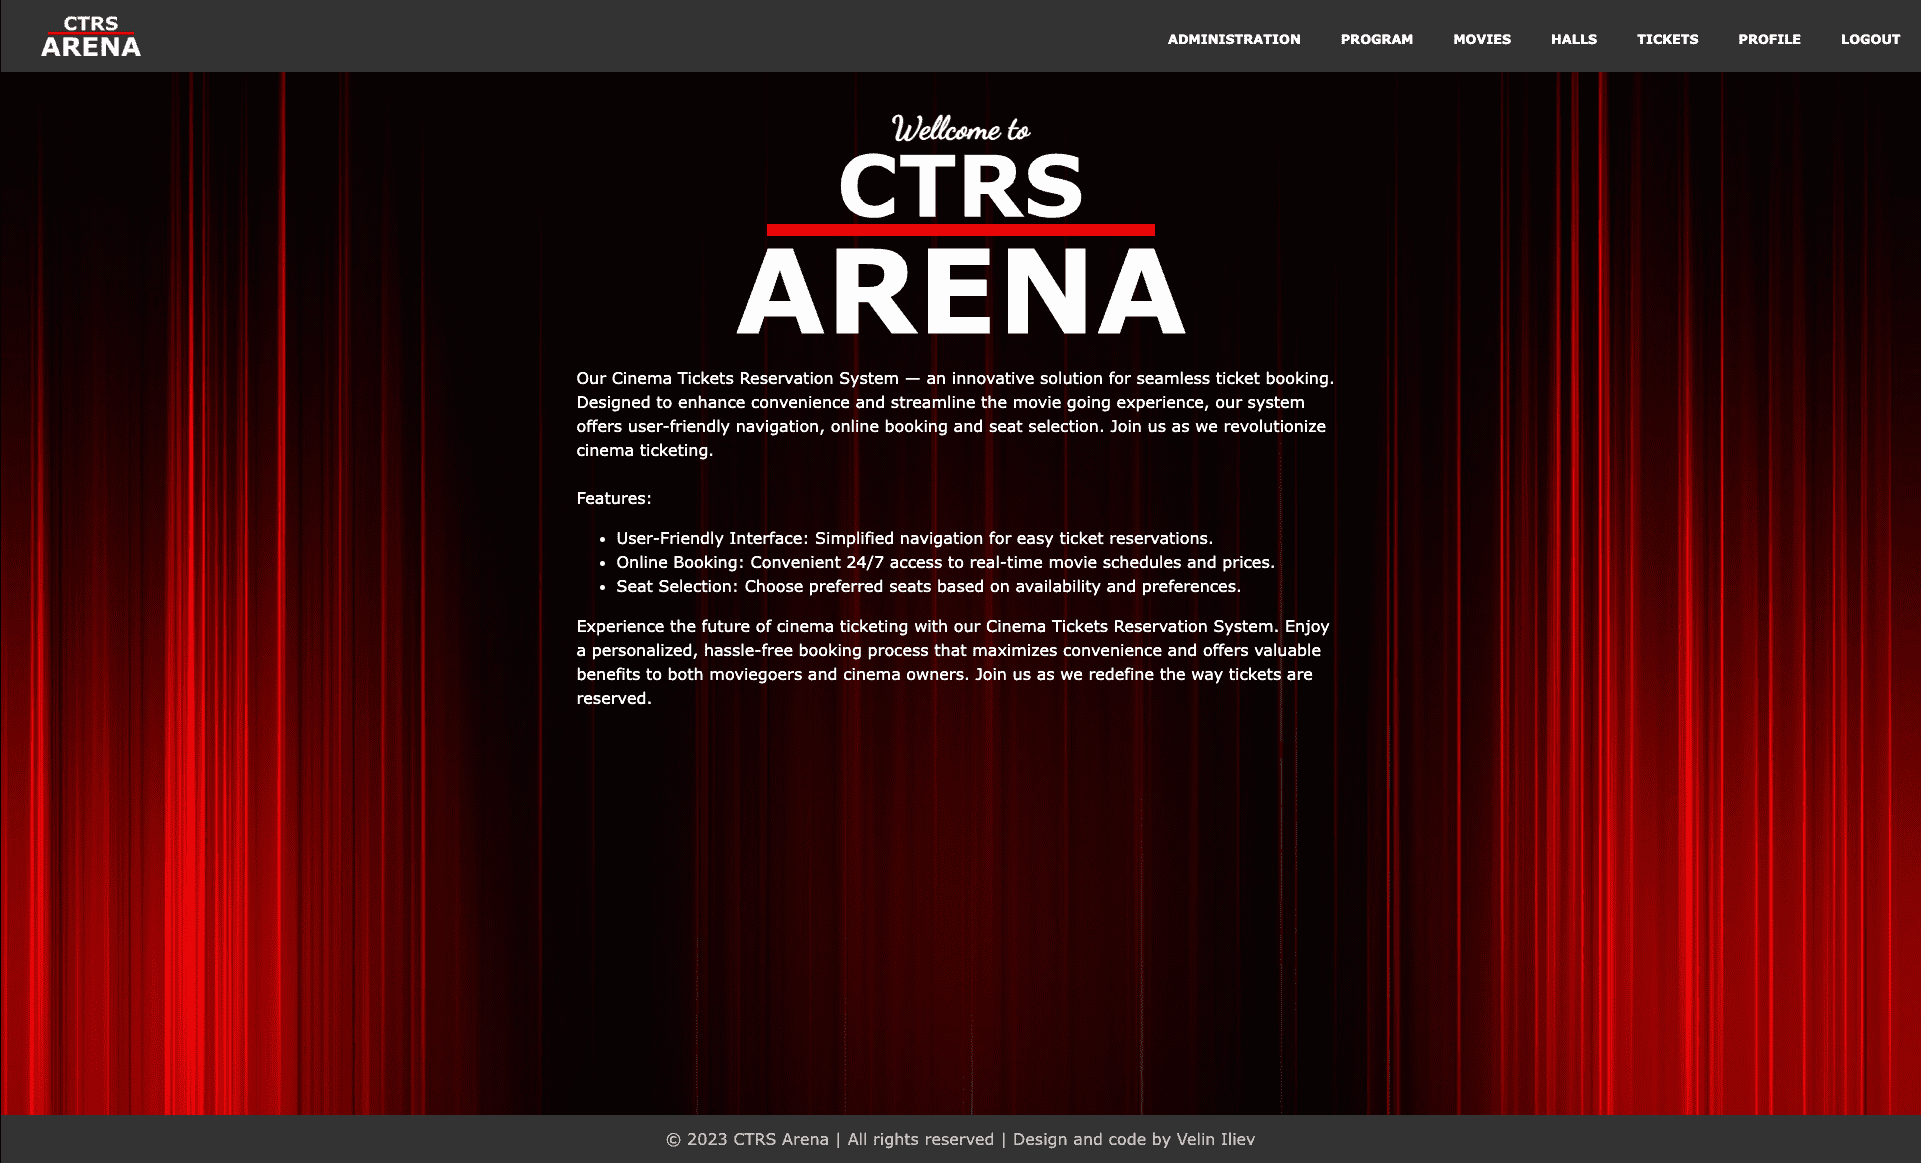 CTRS
ARENA
ADMINISTRATION PROGRAM MOVIES HALLS TICKETS PROFILE LOGOUT
Wellcome to
CTRS
ARENA
Our Cinema Tickets Reservation System — an innovative solution for seamless ticket booking.
Designed to enhance convenience and streamline the movie going experience, our system
offers user-friendly navigation, online booking and seat selection. Join us as we revolutionize
cinema ticketing.
Features:
• User-Friendly Interface: Simplified navigation for easy ticket reservations.
• Online Booking: Convenient 24/7 access to real-time movie schedules and prices.
• Seat Selection: Choose preferred seats based on availability and preferences.
Experience the future of cinema ticketing with our Cinema Tickets Reservation System. Enjoy
a personalized, hassle-free booking process that maximizes convenience and offers valuable
benefits to both moviegoers and cinema owners. Join us as we redefine the way tickets are
reserved.
© 2023 CTRS Arena | All rights reserved | Design and code by Velin Iliev